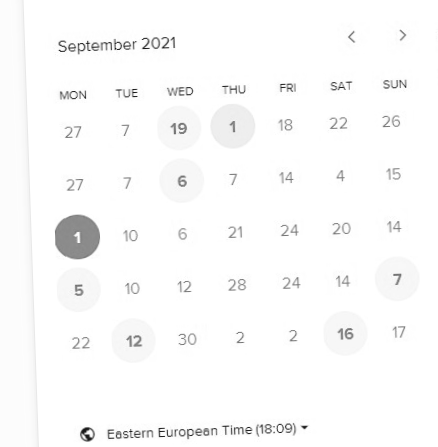 September 2021
MON TUE WED THU FRI SAT SUN
27 7 19 1 18 22 26
27 7 6 7 14 4 15
1 10 6 21 24 20 14
5 10 12 28 24 14 7
22 12 30 2 2 16 17
Eastern European Time (18:09)